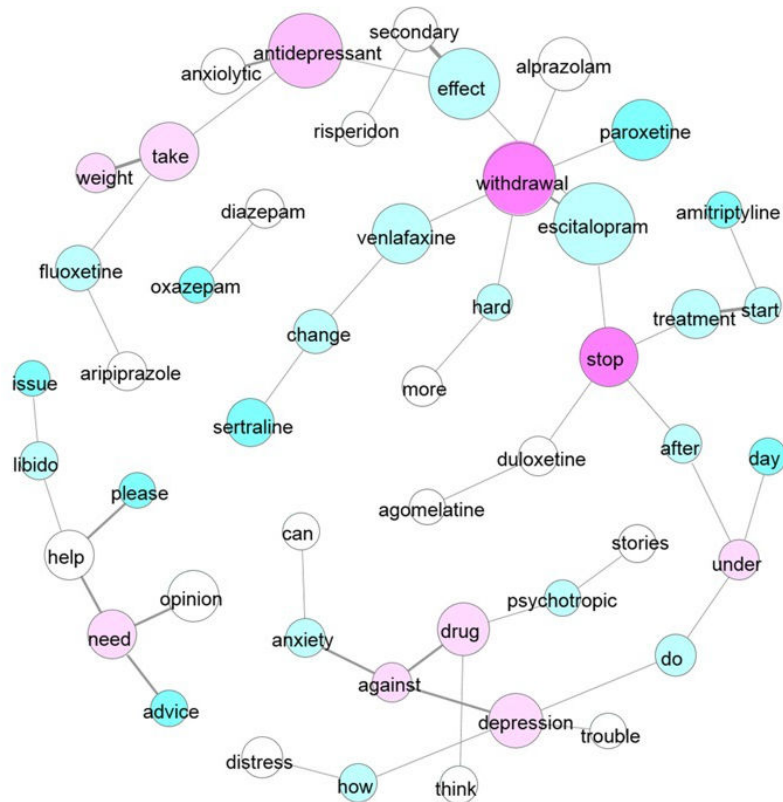 secondary
antidepressant
alprazolam
anxiolytic
effect
risperidon
paroxetine
take
weight
withdrawal
diazepam
amitriptyline
escitalopram
venlafaxine
fluoxetine
oxazepam
hard
start
treatment
change
stop
aripiprazole
issue
more
sertraline
after
duloxetine
day
libido
please
agomelatine
can
stories
help
under
opinion
psychotropic
need
anxiety
drug
do
against
advice
depression
trouble
distress
how
think